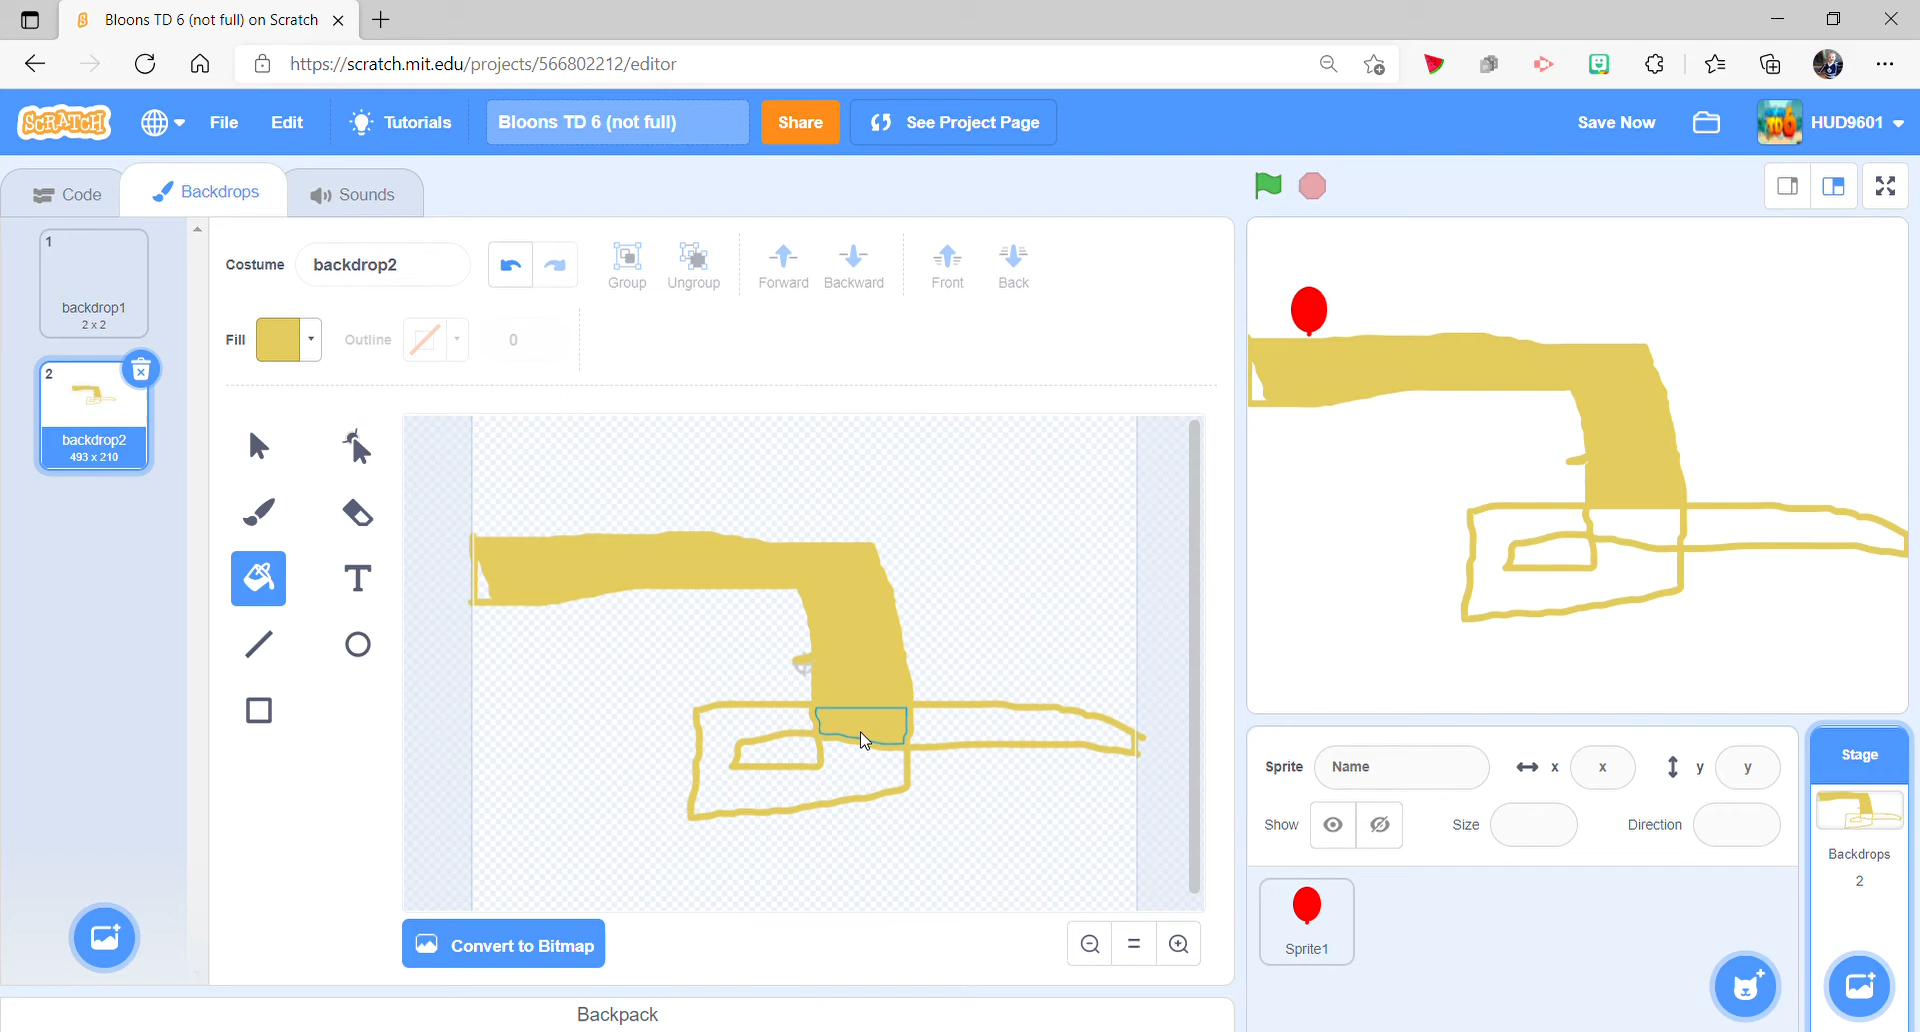 Bloons TD 6 (not full) on Scratch
https://scratch.mit.edu/projects/566802212/editor
SCRATCH File Edit Tutorials Bloons TD 6 (not full) Share See Project Page Save Now HUD9601
Code Backdrops Sounds
1
backdrop1
2 x 2
2
backdrop2
493 x 210
Costume backdrop2 Group Ungroup Forward Backward Front Back
Fill Outline 0
T
Convert to Bitmap
Backpack
Sprite Name x x y y
Show Size Direction
Sprite1
Stage
Backdrops
2